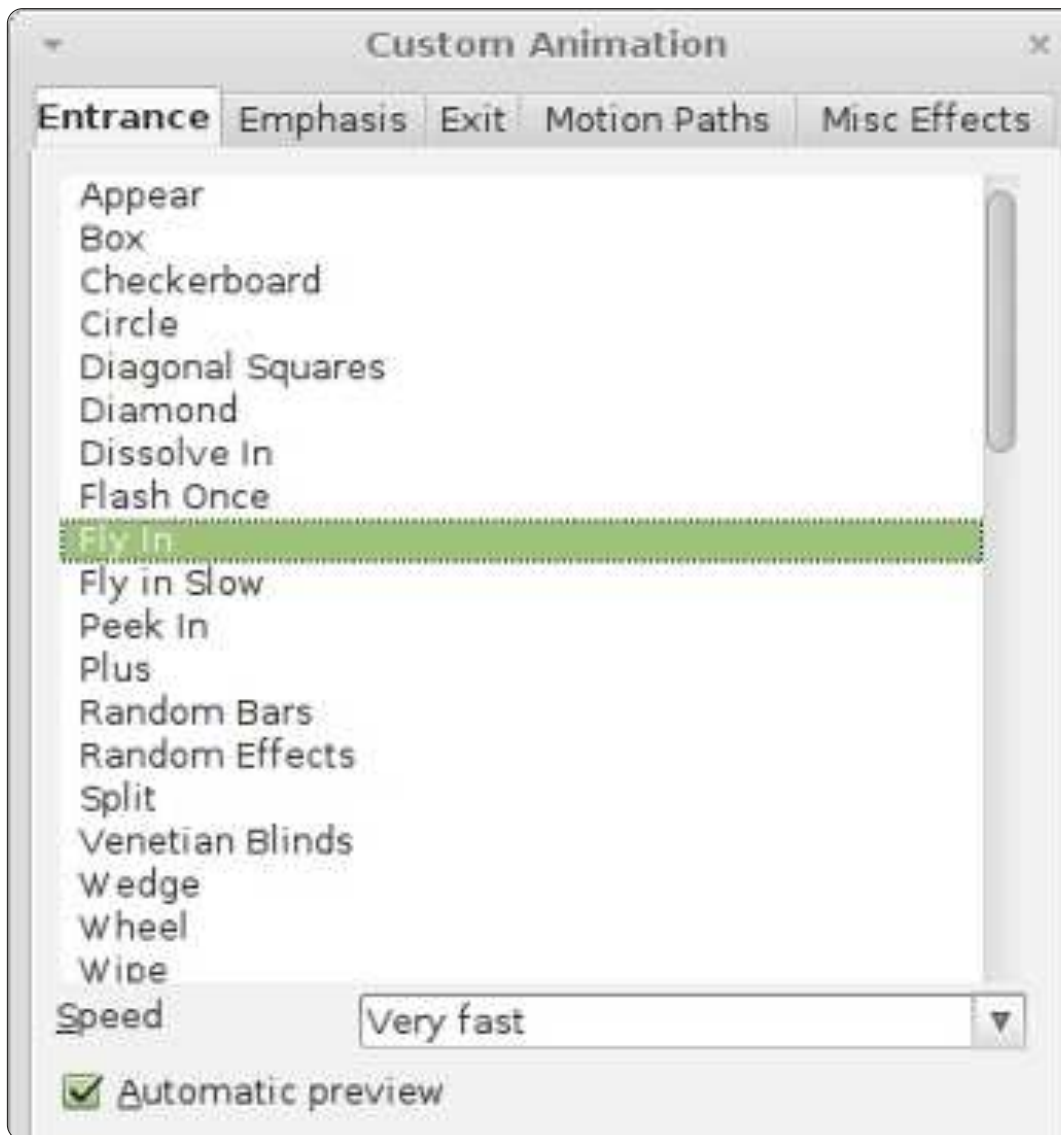 Custom Animation
Entrance Emphasis Exit Motion Paths Misc Effects
Appear
Box
Checkerboard
Circle
Diagonal Squares
Diamond
Dissolve In
Flash Once
Fly In
Fly in Slow
Peek In
Plus
Random Bars
Random Effects
Split
Venetian Blinds
Wedge
Wheel
Wipe
Speed Very fast
Automatic preview